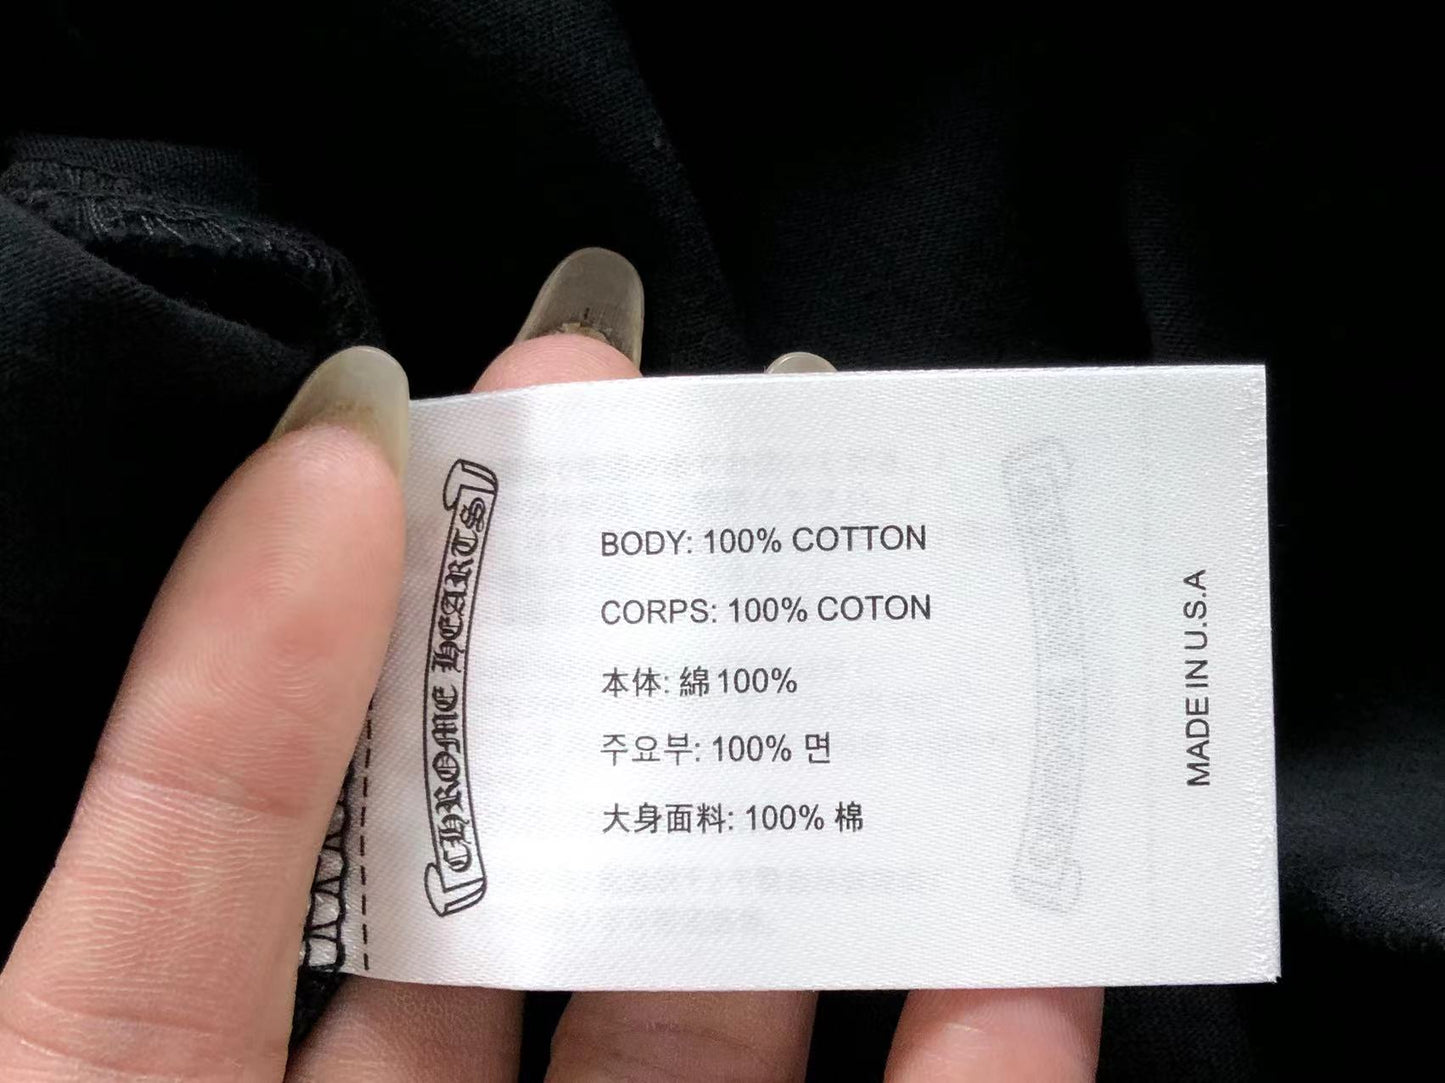 CHROME HEARTS
BODY: 100% COTTON
CORPS: 100% COTON
本体: 綿100%
주요부: 100% 면
大身面料: 100% 棉
MADE IN U.S.A